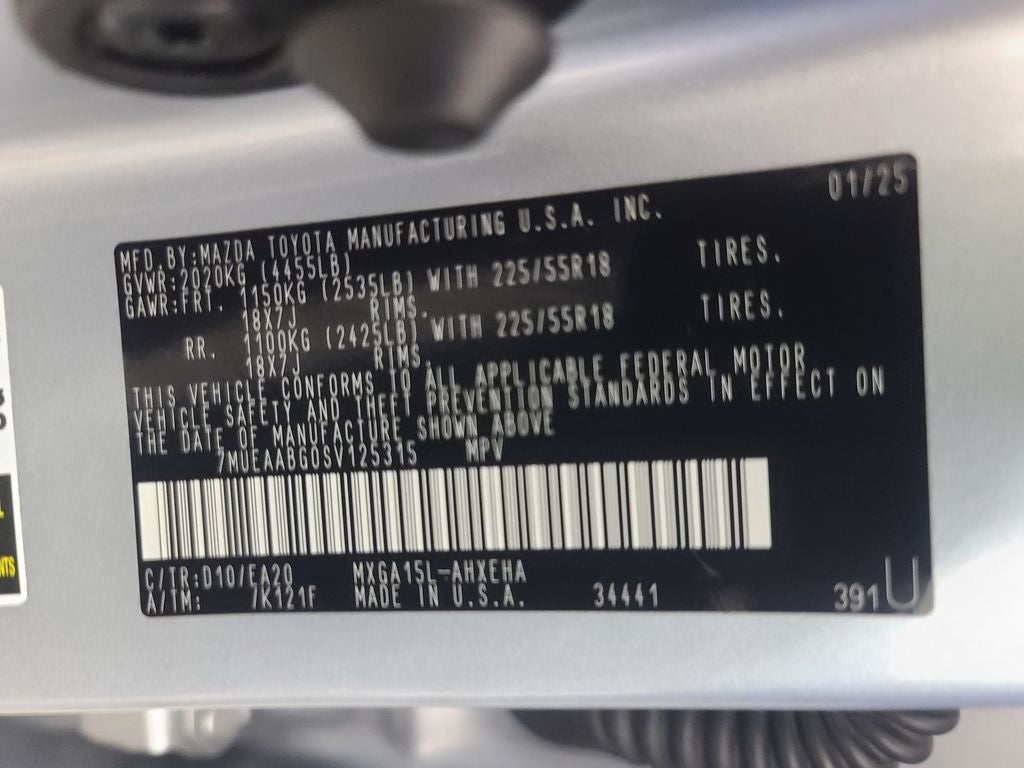 01/25
MFD. BY:MAZDA TOYOTA MANUFACTURING U.S.A. INC.
GVWR:2020KG (4455LB)
GAWR:FRT. 1150KG (2535LB) WITH 225/55R18 TIRES.
18X7J RIMS.
RR. 1100KG (2425LB) WITH 225/55R18 TIRES.
18X7J RIMS.
THIS VEHICLE CONFORMS TO ALL APPLICABLE FEDERAL MOTOR
VEHICLE SAFETY AND THEFT PREVENTION STANDARDS IN EFFECT ON
THE DATE OF MANUFACTURE SHOWN ABOVE
7MUEAABG0SV125315 MPV
C/TR:D10/EA20 MXGA15L-AHXEHA
A/TM: 7K121F MADE IN U.S.A. 34441 391U